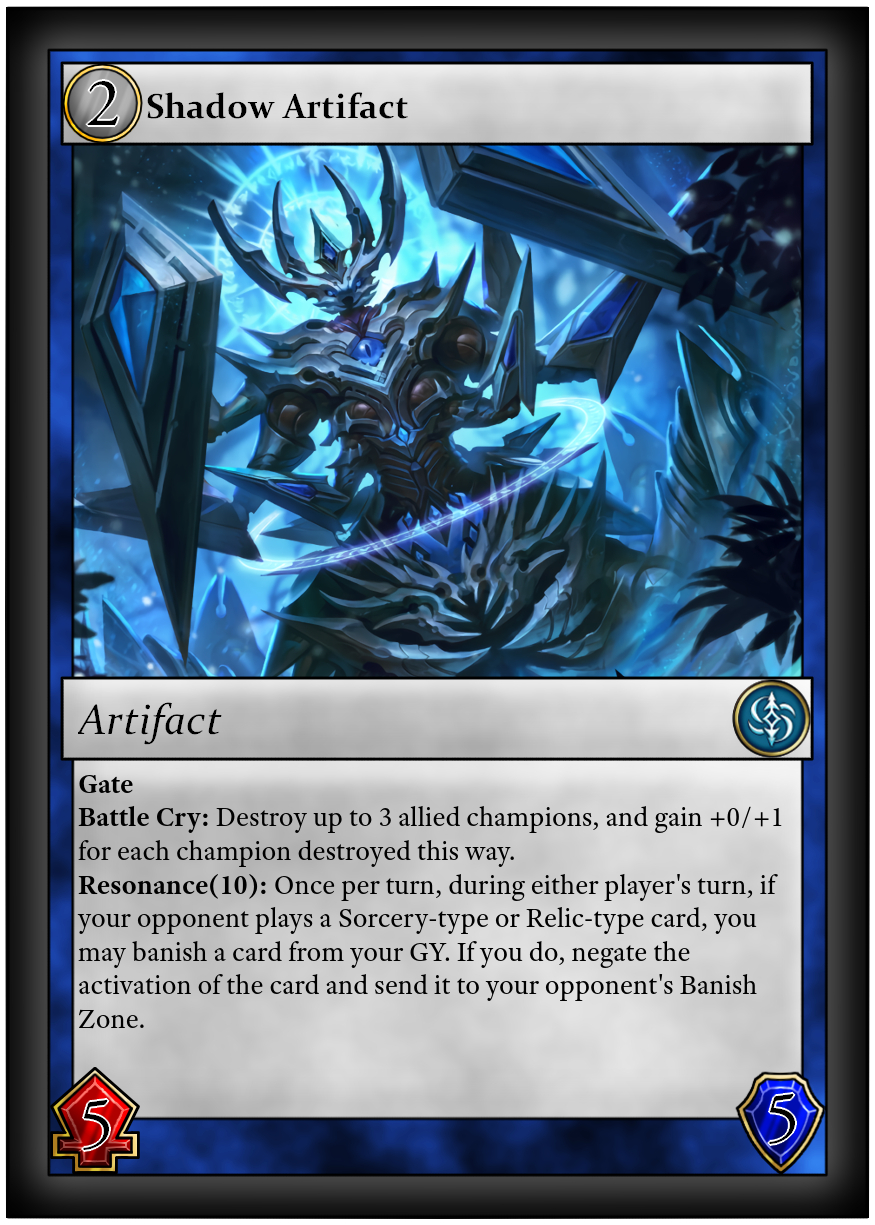 2 Shadow Artifact
Artifact
Gate
Battle Cry: Destroy up to 3 allied champions, and gain +0/+1
for each champion destroyed this way.
Resonance(10): Once per turn, during either player's turn, if
your opponent plays a Sorcery-type or Relic-type card, you
may banish a card from your GY. If you do, negate the
activation of the card and send it to your opponent's Banish
Zone.
5 5